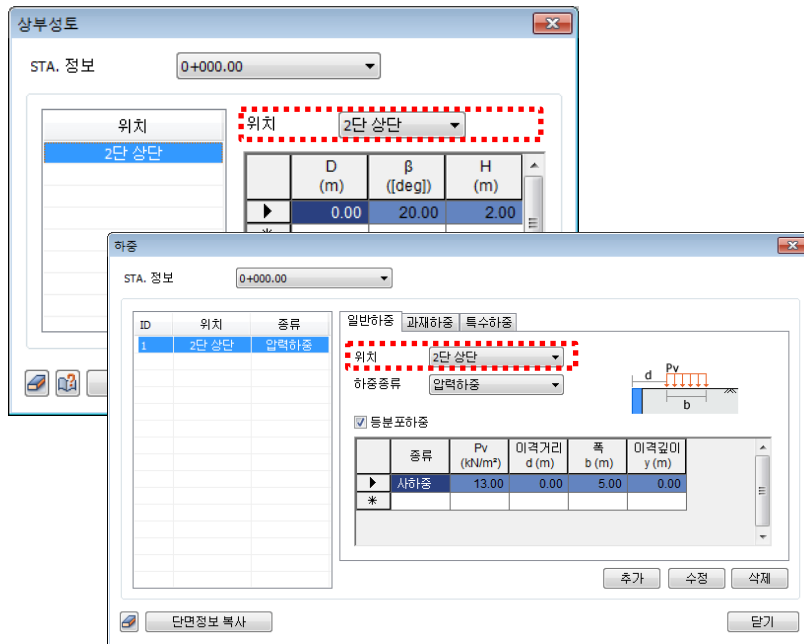 상부성토
STA. 정보 0+000.00
위치 위치 2단 상단
2단 상단
D β H
(m) ([deg]) (m)
0.00 20.00 2.00
하중
STA. 정보 0+000.00
ID 위치 종류
1 2단 상단 압력하중
일반하중 과재하중 특수하중
위치 2단 상단
하중종류 압력하중
d Pv
b
등분포하중
종류 Pv 이격거리 폭 이격깊이
(kN/m²) d (m) b (m) y (m)
사하중 13.00 0.00 5.00 0.00
추가 수정 삭제
단면정보 복사 닫기